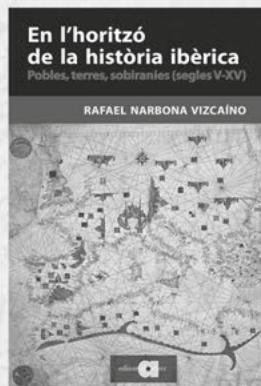 En l'horitzó
de la història ibèrica
Pobles, terres, sobiranies (segles V-XV)
RAFAEL NARBONA VIZCAÍNO